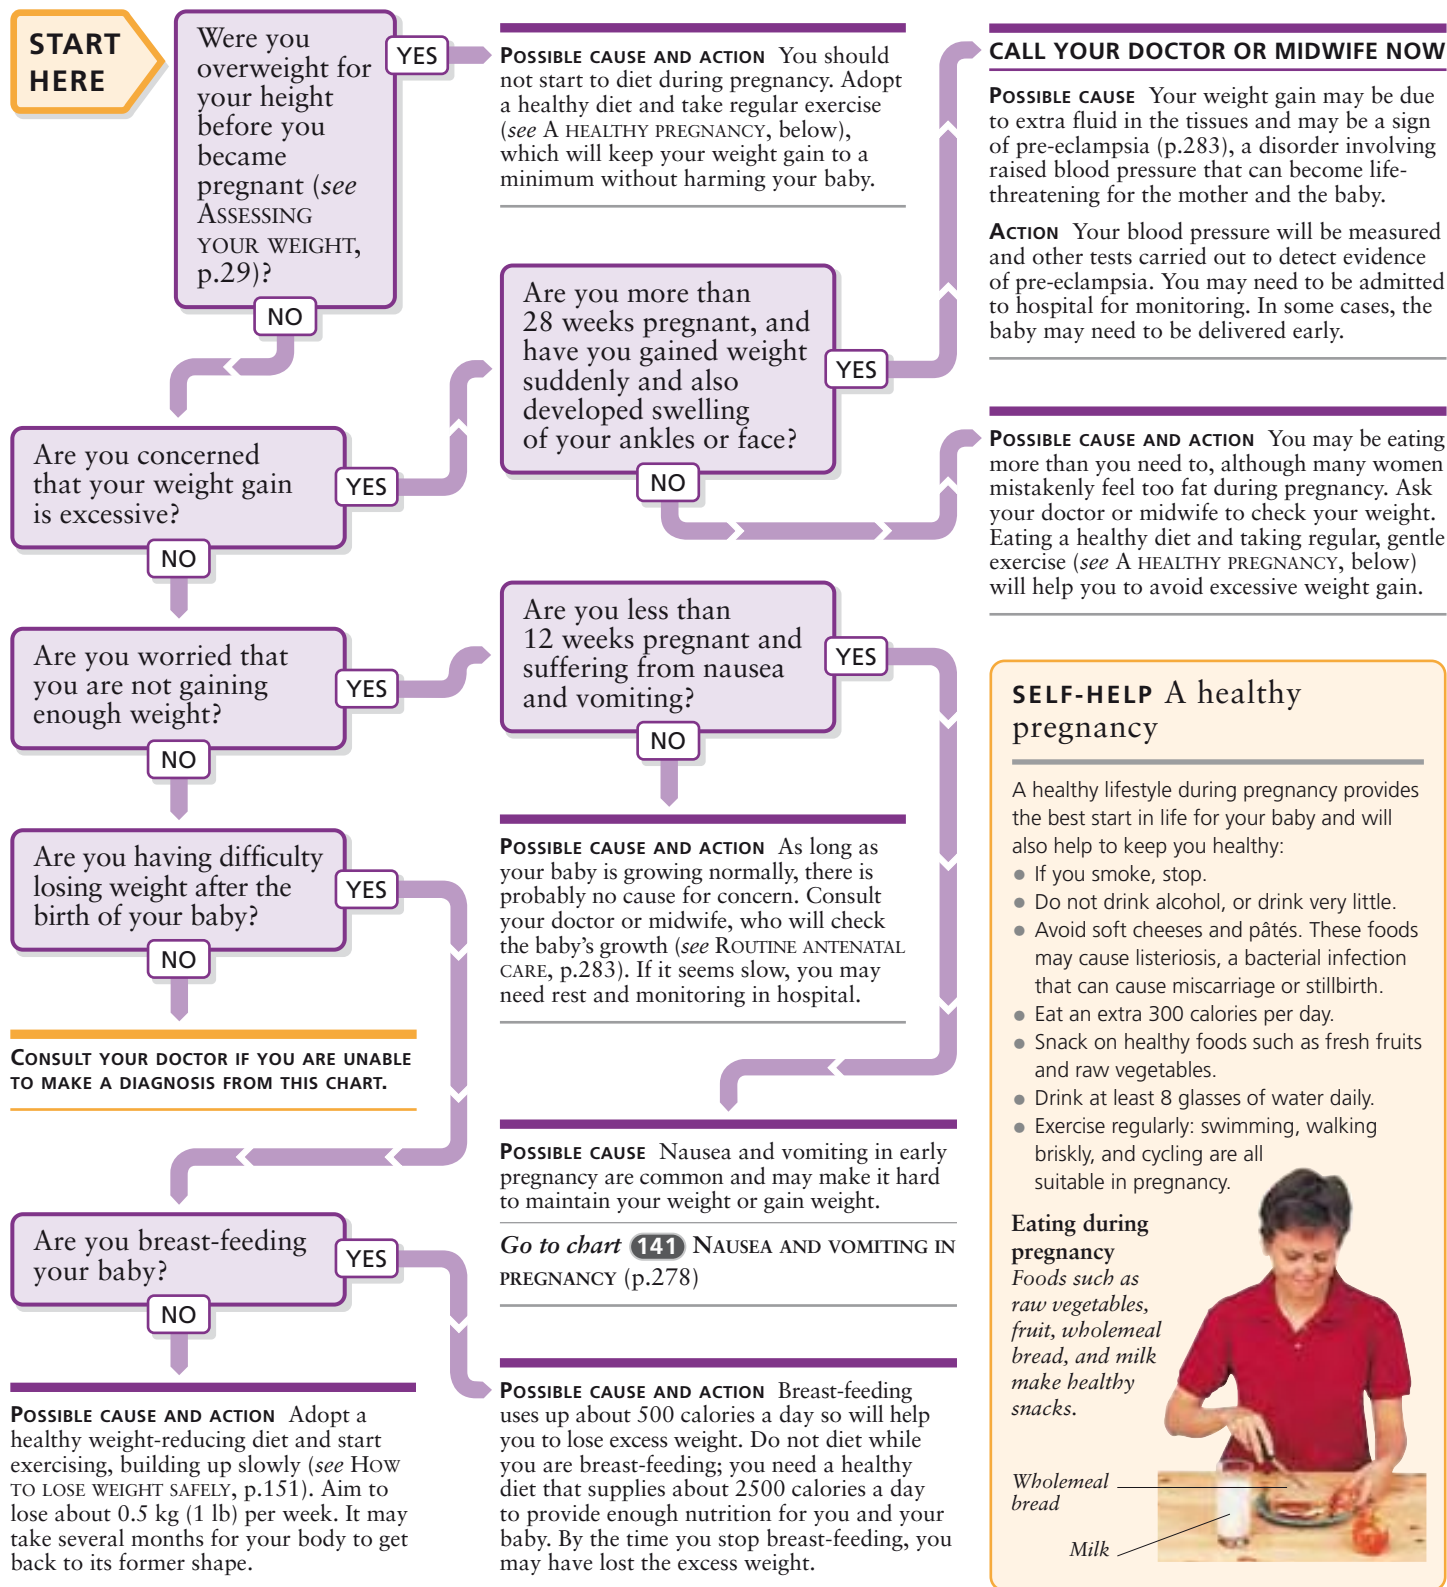 START
HERE
Were you
overweight for
your height
before you
became
pregnant (see
ASSESSING
YOUR WEIGHT,
p.29)?
YES
NO
POSSIBLE CAUSE AND ACTION You should
not start to diet during pregnancy. Adopt
a healthy diet and take regular exercise
(see A HEALTHY PREGNANCY, below),
which will keep your weight gain to a
minimum without harming your baby.
Are you concerned
that your weight gain
is excessive?
YES
NO
Are you more than
28 weeks pregnant, and
have you gained weight
suddenly and also
developed swelling
of your ankles or face?
YES
NO
CALL YOUR DOCTOR OR MIDWIFE NOW
POSSIBLE CAUSE Your weight gain may be due
to extra fluid in the tissues and may be a sign
of pre-eclampsia (p.283), a disorder involving
raised blood pressure that can become life-
threatening for the mother and the baby.
ACTION Your blood pressure will be measured
and other tests carried out to detect evidence
of pre-eclampsia. You may need to be admitted
to hospital for monitoring. In some cases, the
baby may need to be delivered early.
POSSIBLE CAUSE AND ACTION You may be eating
more than you need to, although many women
mistakenly feel too fat during pregnancy. Ask
your doctor or midwife to check your weight.
Eating a healthy diet and taking regular, gentle
exercise (see A HEALTHY PREGNANCY, below)
will help you to avoid excessive weight gain.
Are you worried that
you are not gaining
enough weight?
YES
NO
Are you less than
12 weeks pregnant and
suffering from nausea
and vomiting?
YES
NO
POSSIBLE CAUSE AND ACTION As long as
your baby is growing normally, there is
probably no cause for concern. Consult
your doctor or midwife, who will check
the baby's growth (see ROUTINE ANTENATAL
CARE, p.283). If it seems slow, you may
need rest and monitoring in hospital.
POSSIBLE CAUSE Nausea and vomiting in early
pregnancy are common and may make it hard
to maintain your weight or gain weight.
Go to chart 141 NAUSEA AND VOMITING IN
PREGNANCY (p.278)
Are you having difficulty
losing weight after the
birth of your baby?
YES
NO
CONSULT YOUR DOCTOR IF YOU ARE UNABLE
TO MAKE A DIAGNOSIS FROM THIS CHART.
Are you breast-feeding
your baby?
YES
NO
POSSIBLE CAUSE AND ACTION Adopt a
healthy weight-reducing diet and start
exercising, building up slowly (see HOW
TO LOSE WEIGHT SAFELY, p.151). Aim to
lose about 0.5 kg (1 lb) per week. It may
take several months for your body to get
back to its former shape.
POSSIBLE CAUSE AND ACTION Breast-feeding
uses up about 500 calories a day so will help
you to lose excess weight. Do not diet while
you are breast-feeding; you need a healthy
diet that supplies about 2500 calories a day
to provide enough nutrition for you and your
baby. By the time you stop breast-feeding, you
may have lost the excess weight.
SELF-HELP A healthy
pregnancy
A healthy lifestyle during pregnancy provides
the best start in life for your baby and will
also help to keep you healthy:
• If you smoke, stop.
• Do not drink alcohol, or drink very little.
• Avoid soft cheeses and pâtés. These foods
may cause listeriosis, a bacterial infection
that can cause miscarriage or stillbirth.
• Eat an extra 300 calories per day.
• Snack on healthy foods such as fresh fruits
and raw vegetables.
• Drink at least 8 glasses of water daily.
• Exercise regularly: swimming, walking
briskly, and cycling are all
suitable in pregnancy.
Eating during
pregnancy
Foods such as
raw vegetables,
fruit, wholemeal
bread, and milk
make healthy
snacks.
Wholemeal
bread
Milk